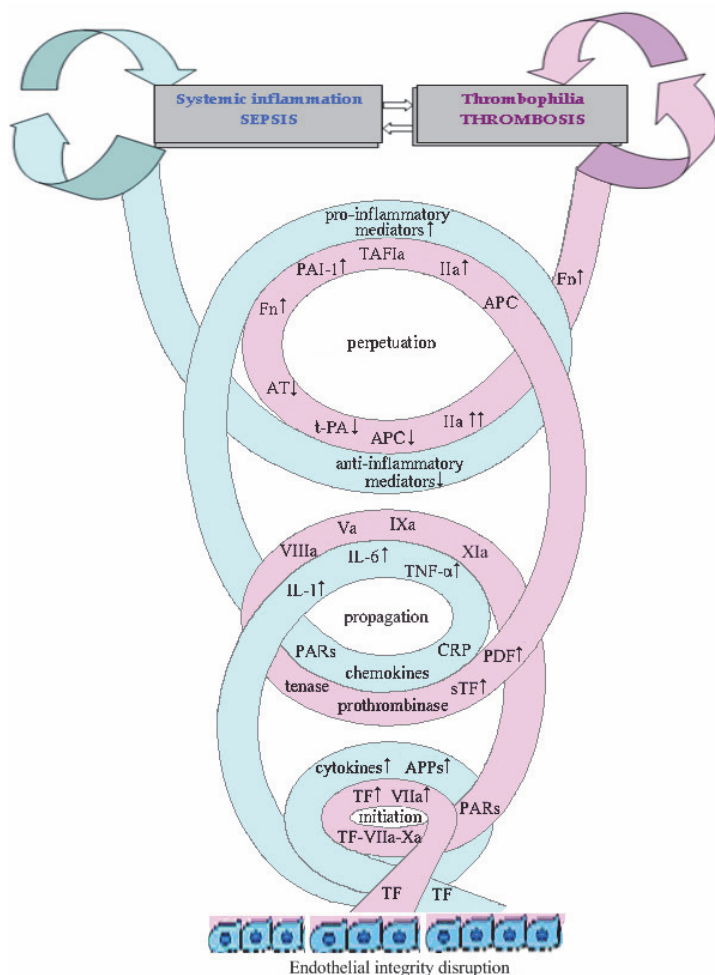 Systemic inflammation
SEPSIS
Thrombophilia
THROMBOSIS
pro-inflammatory
mediators↑
PAI-1↑
TAFIa
IIa↑
Fn↑
APC
Fn↑
perpetuation
AT↓
t-PA↓
APC↓
IIa ↑↑
anti-inflammatory
mediators↓
Va
IXa
VIIIa
IL-6↑
XIa
TNF-α↑
IL-1↑
propagation
PARs
CRP
PDF↑
chemokines
tenase
sTF↑
prothrombinase
cytokines↑ APPs↑
TF↑ VIIa↑
PARs
initiation
TF-VIIa-Xa
TF
TF
Endothelial integrity disruption